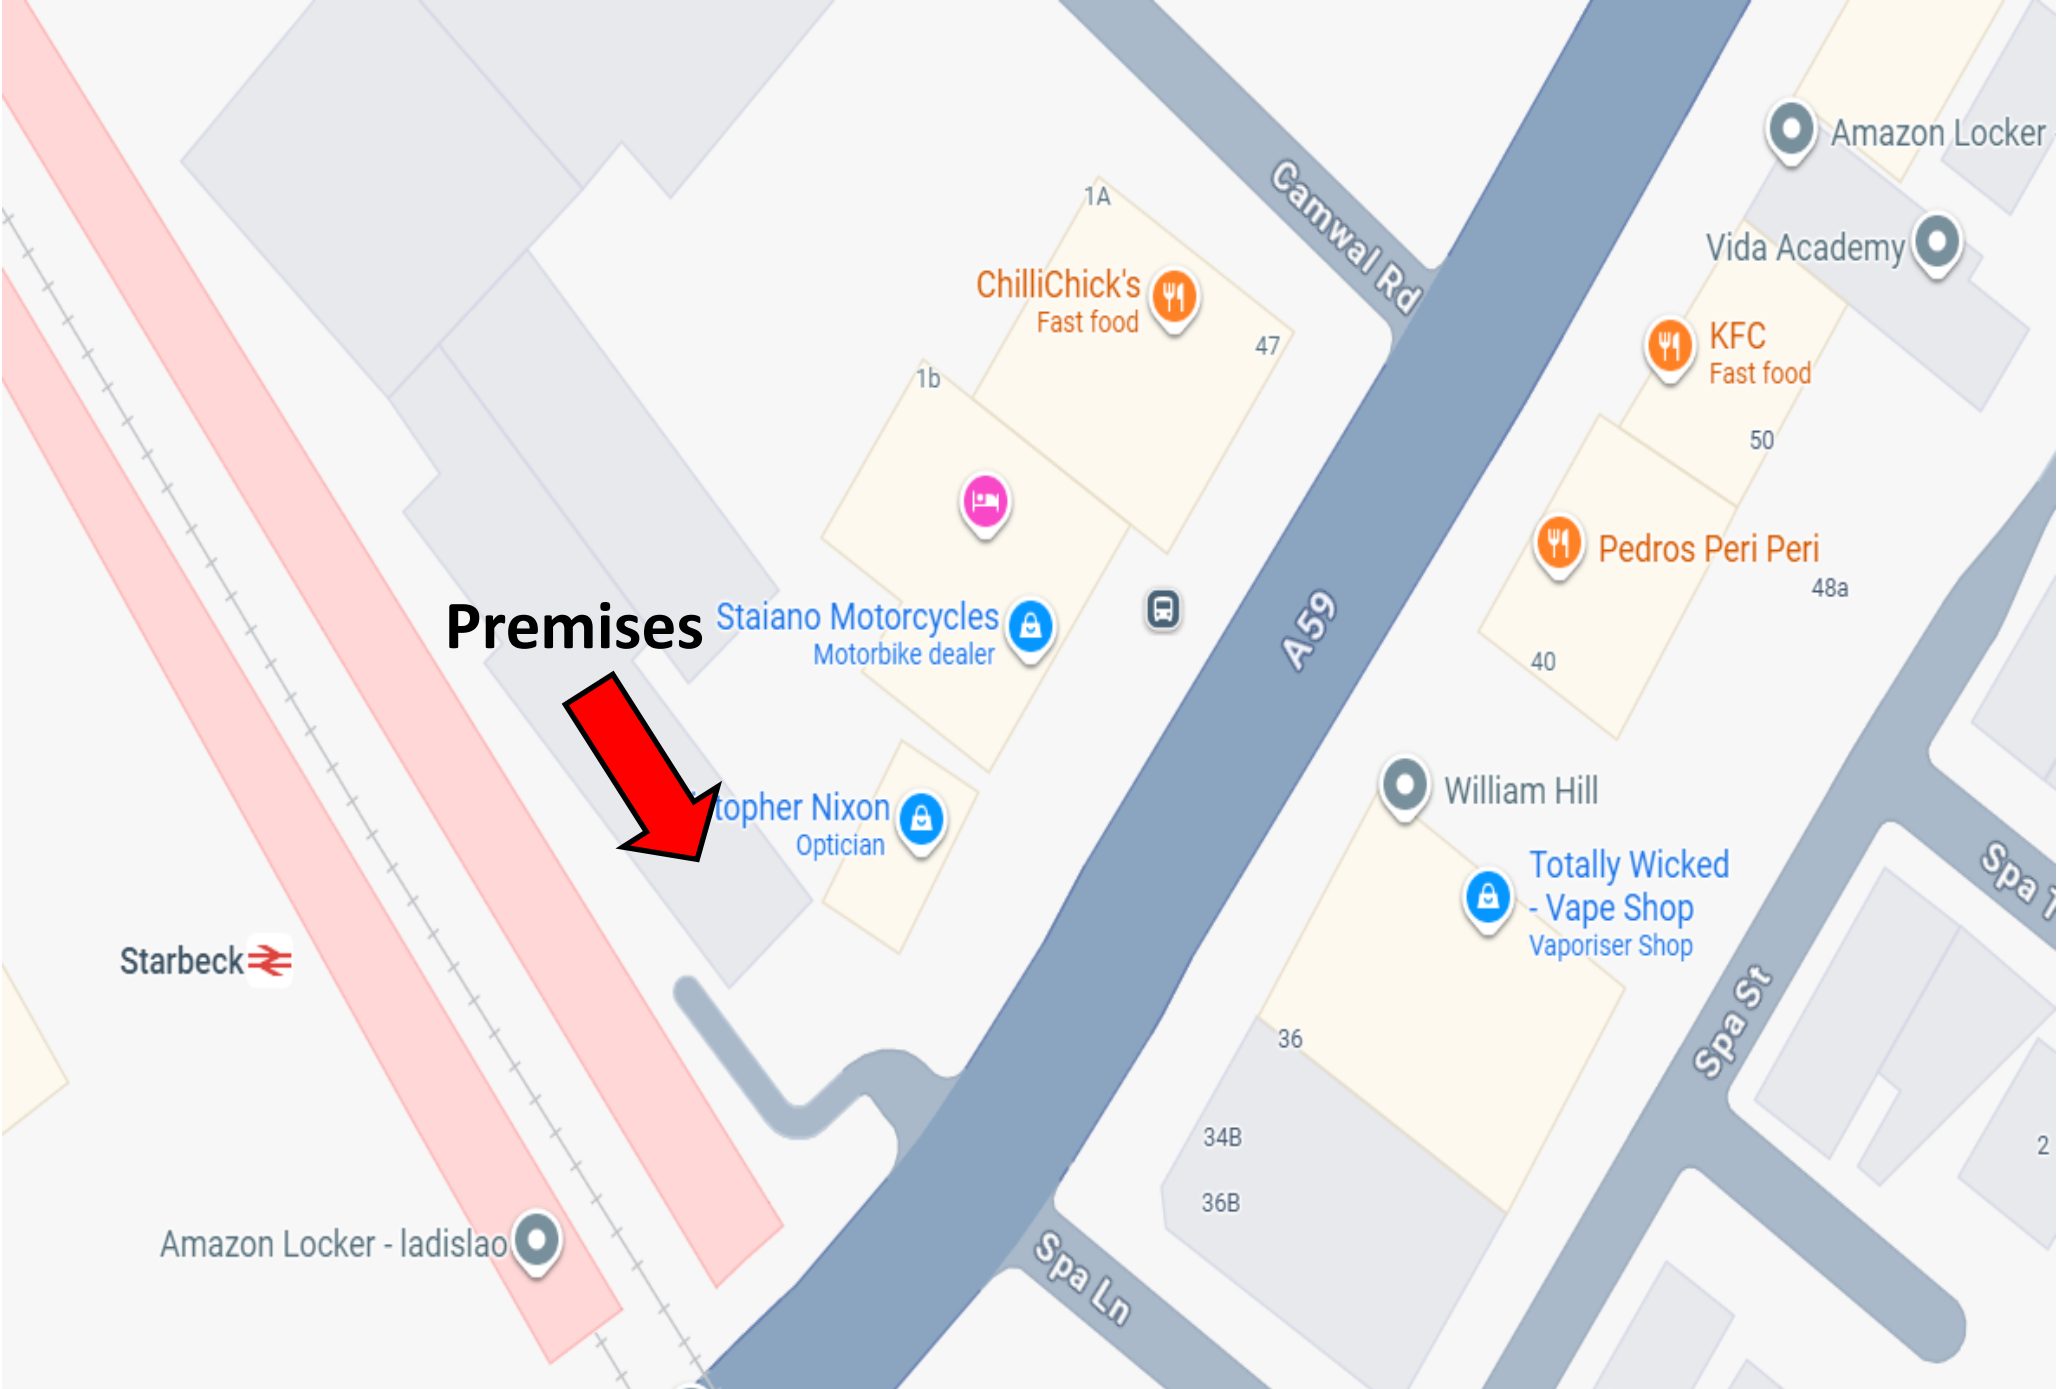 Amazon Locker
Camwal Rd
1A
Vida Academy
ChilliChick's
Fast food
47
KFC
Fast food
1b
50
Pedros Peri Peri
48a
A59
Premises
Staiano Motorcycles
Motorbike dealer
40
William Hill
topher Nixon
Optician
Totally Wicked
- Vape Shop
Vaporiser Shop
Spa T
Starbeck
Spa St
36
34B
2
36B
Amazon Locker - ladislao
Spa Ln